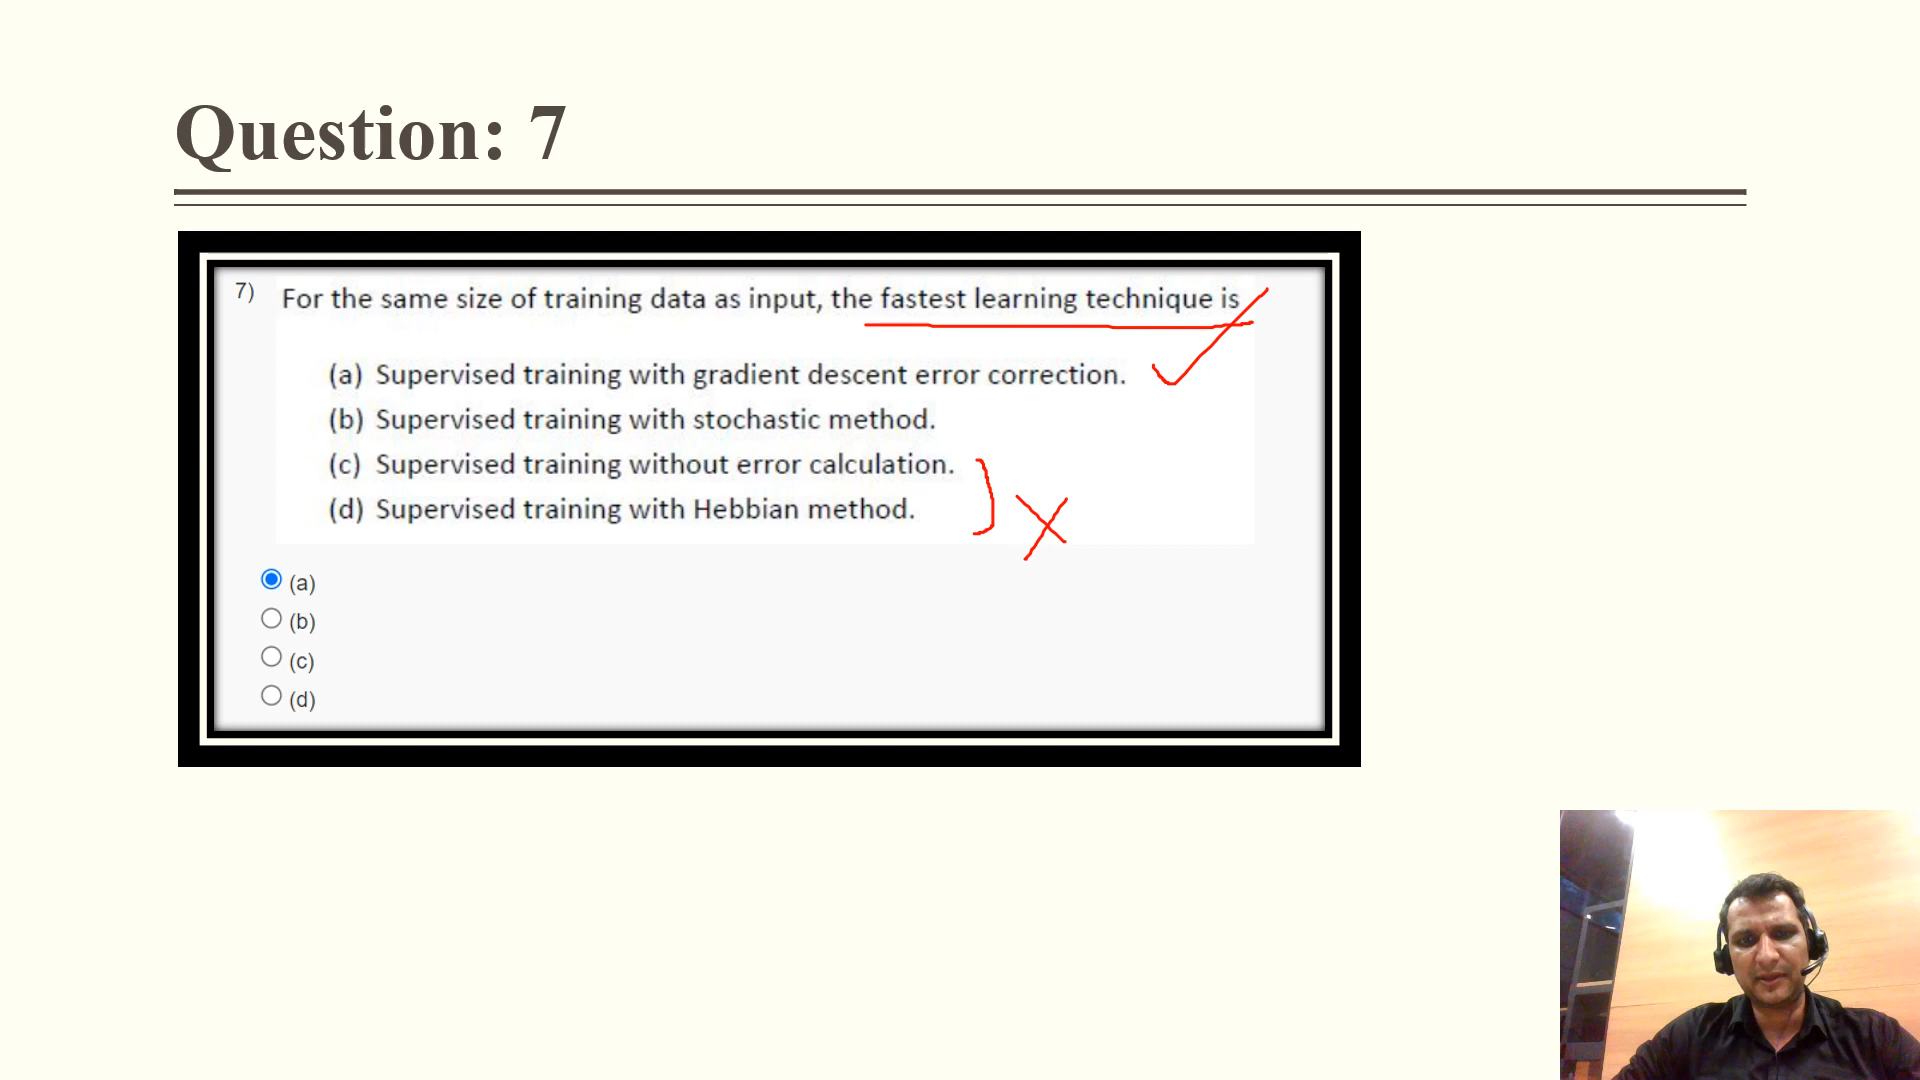 Question: 7
7) For the same size of training data as input, the fastest learning technique is
(a) Supervised training with gradient descent error correction.
(b) Supervised training with stochastic method.
(c) Supervised training without error calculation.
(d) Supervised training with Hebbian method.
(a)
(b)
(c)
(d)